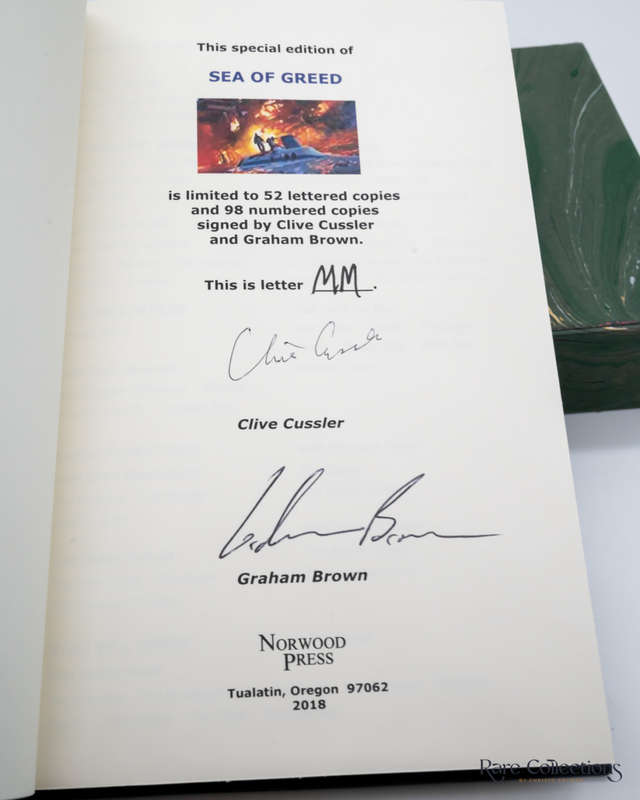 This special edition of
SEA OF GREED
is limited to 52 lettered copies
and 98 numbered copies
signed by Clive Cussler
and Graham Brown.
This is letter MM.
Clive Cussler
Clive Cussler
Graham Brown
Graham Brown
NORWOOD
PRESS
Tualatin, Oregon 97062
2018
Rare Collections